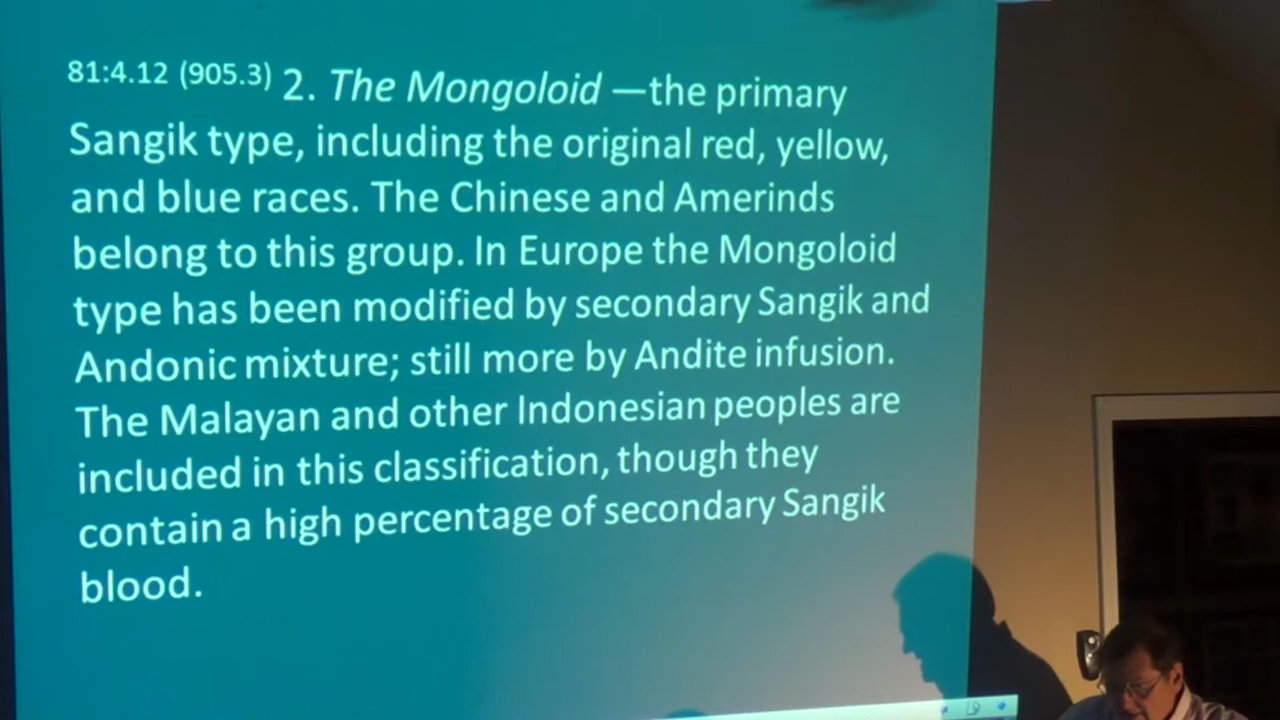 81:4.12 (905.3) 2. The Mongoloid —the primary
Sangik type, including the original red, yellow,
and blue races. The Chinese and Amerinds
belong to this group. In Europe the Mongoloid
type has been modified by secondary Sangik and
Andonic mixture; still more by Andite infusion.
The Malayan and other Indonesian peoples are
included in this classification, though they
contain a high percentage of secondary Sangik
blood.